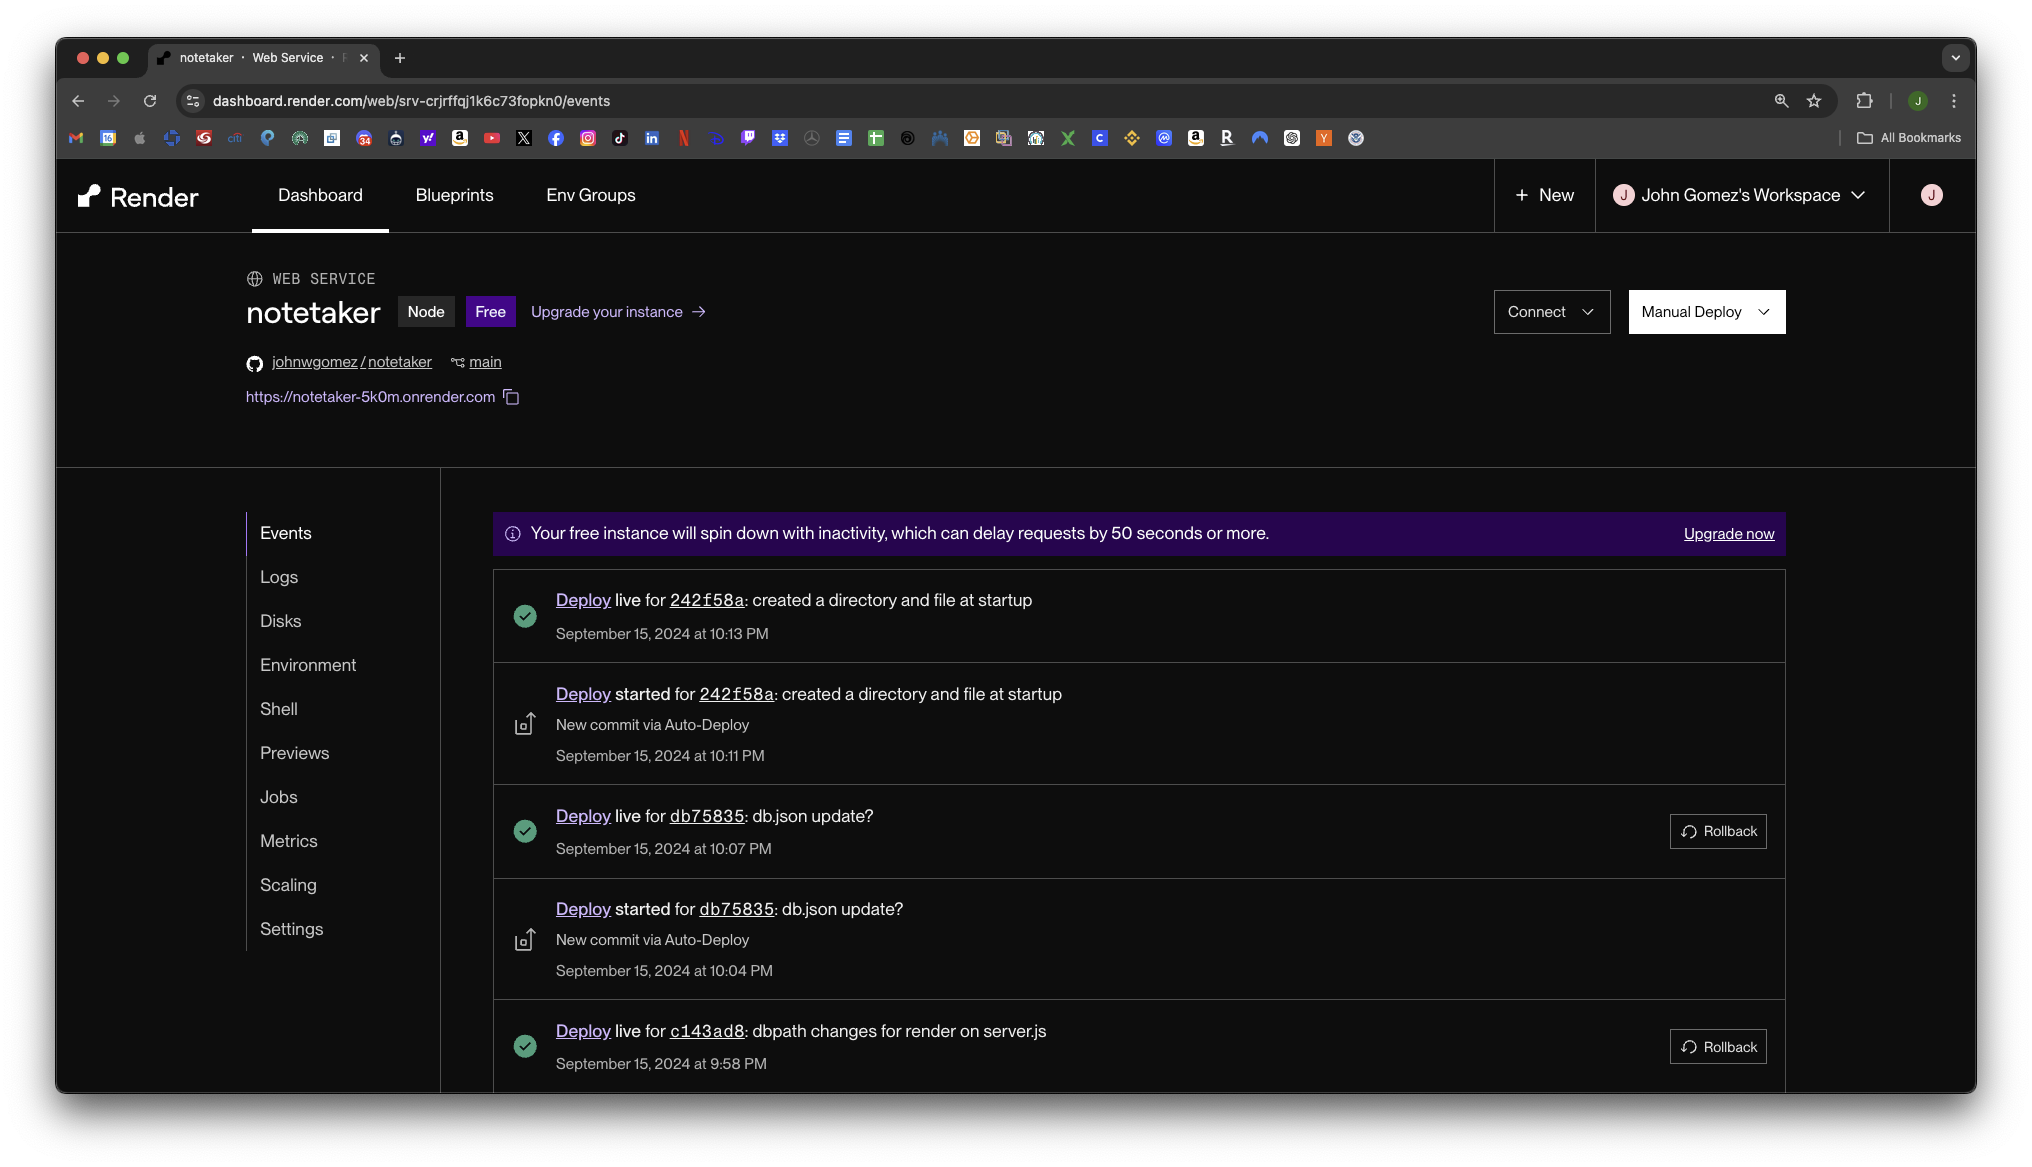 notetaker · Web Service ·
dashboard.render.com/web/srv-crjrffqj1k6c73fopkn0/events
J
16
citi
34
All Bookmarks
Render
Dashboard
Blueprints
Env Groups
+ New
J John Gomez's Workspace
J
WEB SERVICE
notetaker
Node
Free
Upgrade your instance →
Connect
Manual Deploy
johnwgomez/notetaker
main
https://notetaker-5k0m.onrender.com
Events
Logs
Disks
Environment
Shell
Previews
Jobs
Metrics
Scaling
Settings
Your free instance will spin down with inactivity, which can delay requests by 50 seconds or more.
Upgrade now
Deploy live for 242f58a: created a directory and file at startup
September 15, 2024 at 10:13 PM
Deploy started for 242f58a: created a directory and file at startup
New commit via Auto-Deploy
September 15, 2024 at 10:11 PM
Deploy live for db75835: db.json update?
September 15, 2024 at 10:07 PM
Rollback
Deploy started for db75835: db.json update?
New commit via Auto-Deploy
September 15, 2024 at 10:04 PM
Deploy live for c143ad8: dbpath changes for render on server.js
September 15, 2024 at 9:58 PM
Rollback